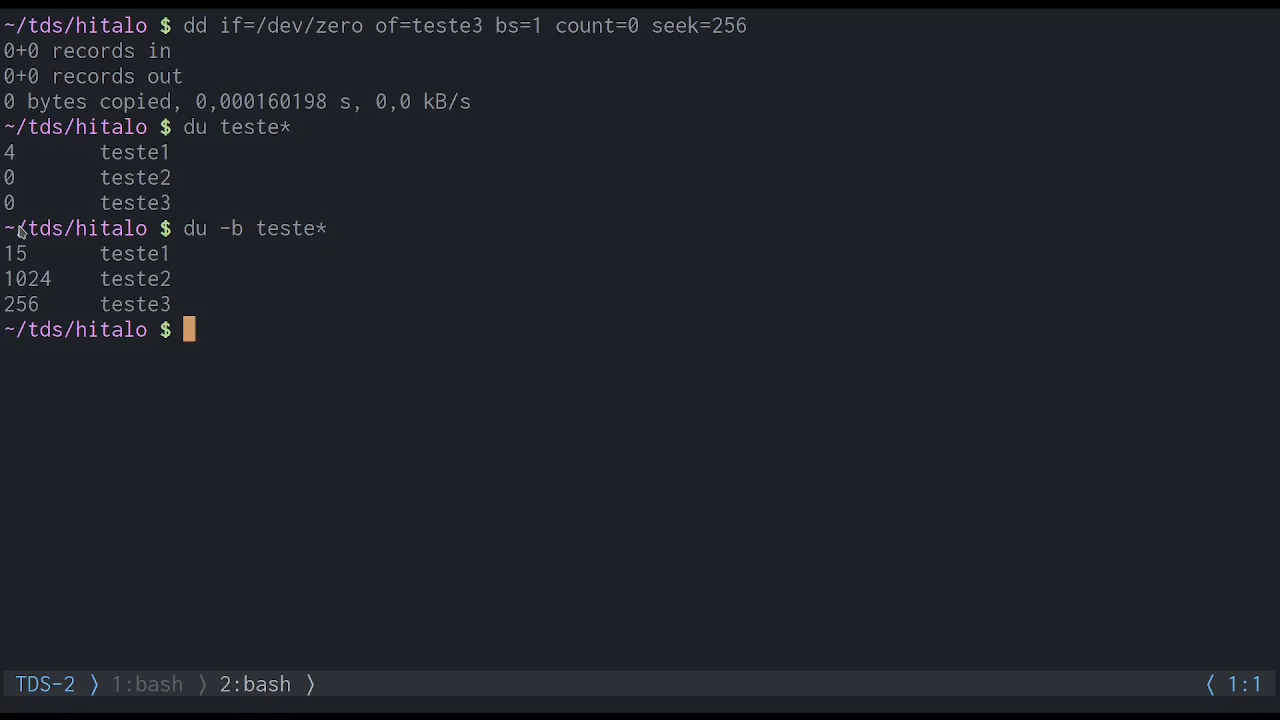 ~/tds/hitalo $ dd if=/dev/zero of=teste3 bs=1 count=0 seek=256
0+0 records in
0+0 records out
0 bytes copied, 0,000160198 s, 0,0 kB/s
~/tds/hitalo $ du teste*
4 teste1
0 teste2
0 teste3
~/tds/hitalo $ du -b teste*
15 teste1
1024 teste2
256 teste3
~/tds/hitalo $
TDS-2 ⟩ 1:bash ⟩ 2:bash ⟩ ⟨ 1:1